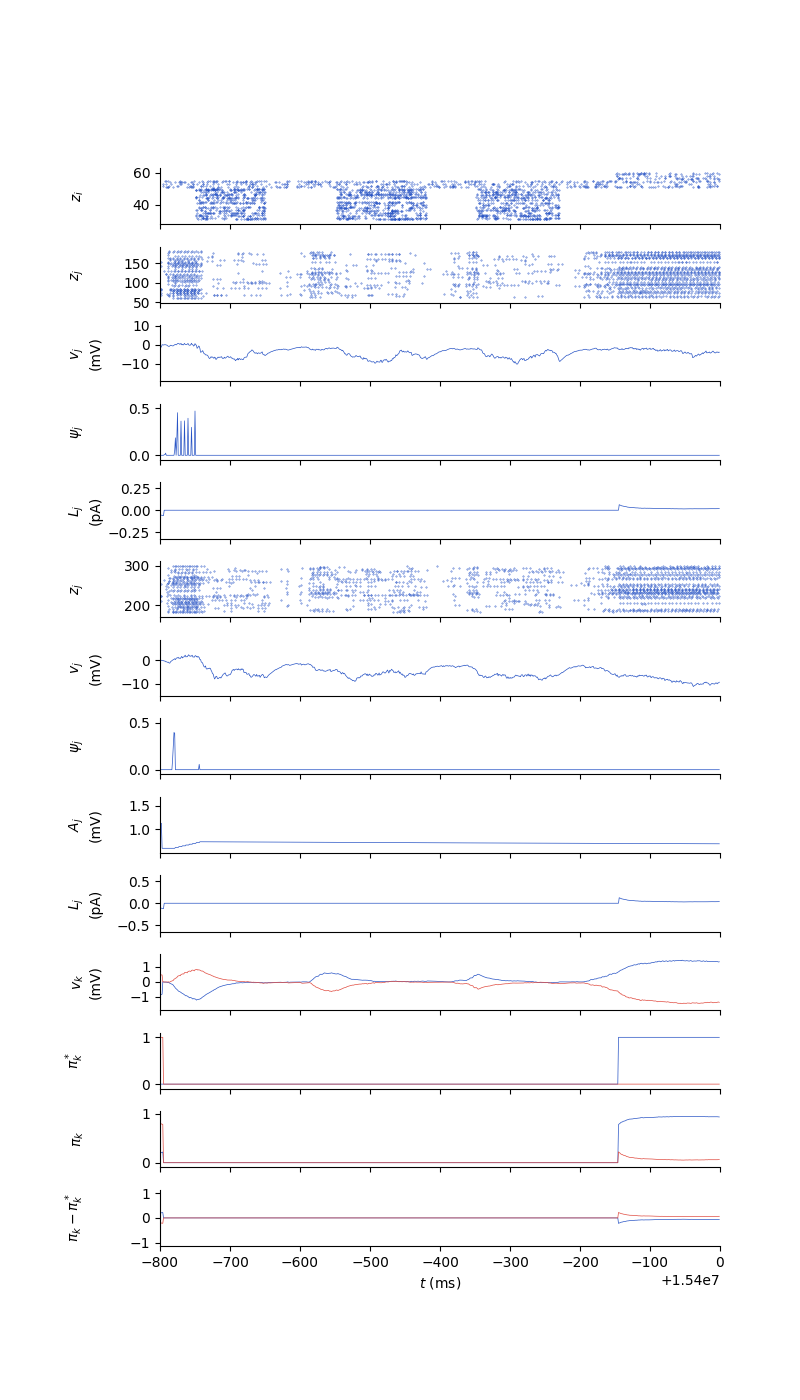 60
40
z_i
150
100
50
z_j
10
0
−10
v_j
(mV)
0.5
0.0
ψ_j
0.25
0.00
−0.25
L_j
(pA)
300
200
z_j
0
−10
v_j
(mV)
0.5
0.0
ψ_j
1.5
1.0
A_j
(mV)
0.5
0.0
−0.5
L_j
(pA)
1
0
−1
v_k
(mV)
1
0
π_k^*
1
0
π_k
1
0
−1
π_k − π_k^*
−800 −700 −600 −500 −400 −300 −200 −100 0
t (ms)
+1.54e7